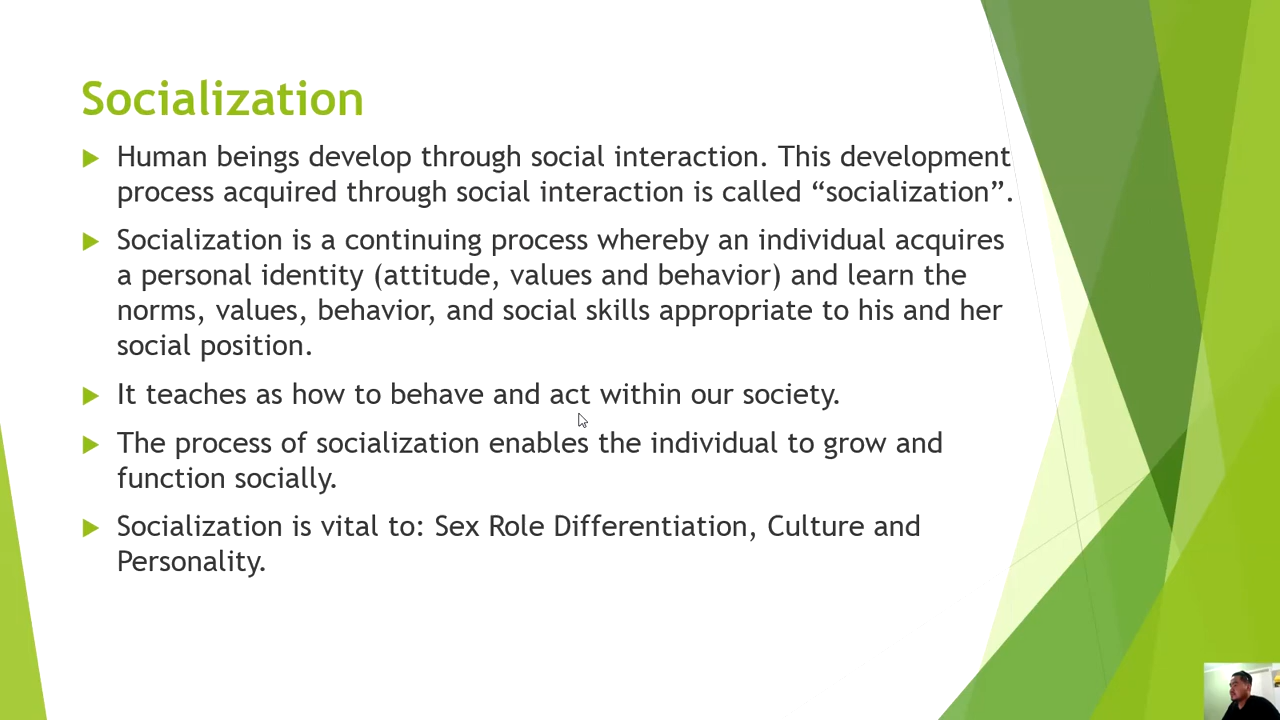 Socialization
Human beings develop through social interaction. This development
process acquired through social interaction is called “socialization”.
Socialization is a continuing process whereby an individual acquires
a personal identity (attitude, values and behavior) and learn the
norms, values, behavior, and social skills appropriate to his and her
social position.
It teaches as how to behave and act within our society.
The process of socialization enables the individual to grow and
function socially.
Socialization is vital to: Sex Role Differentiation, Culture and
Personality.